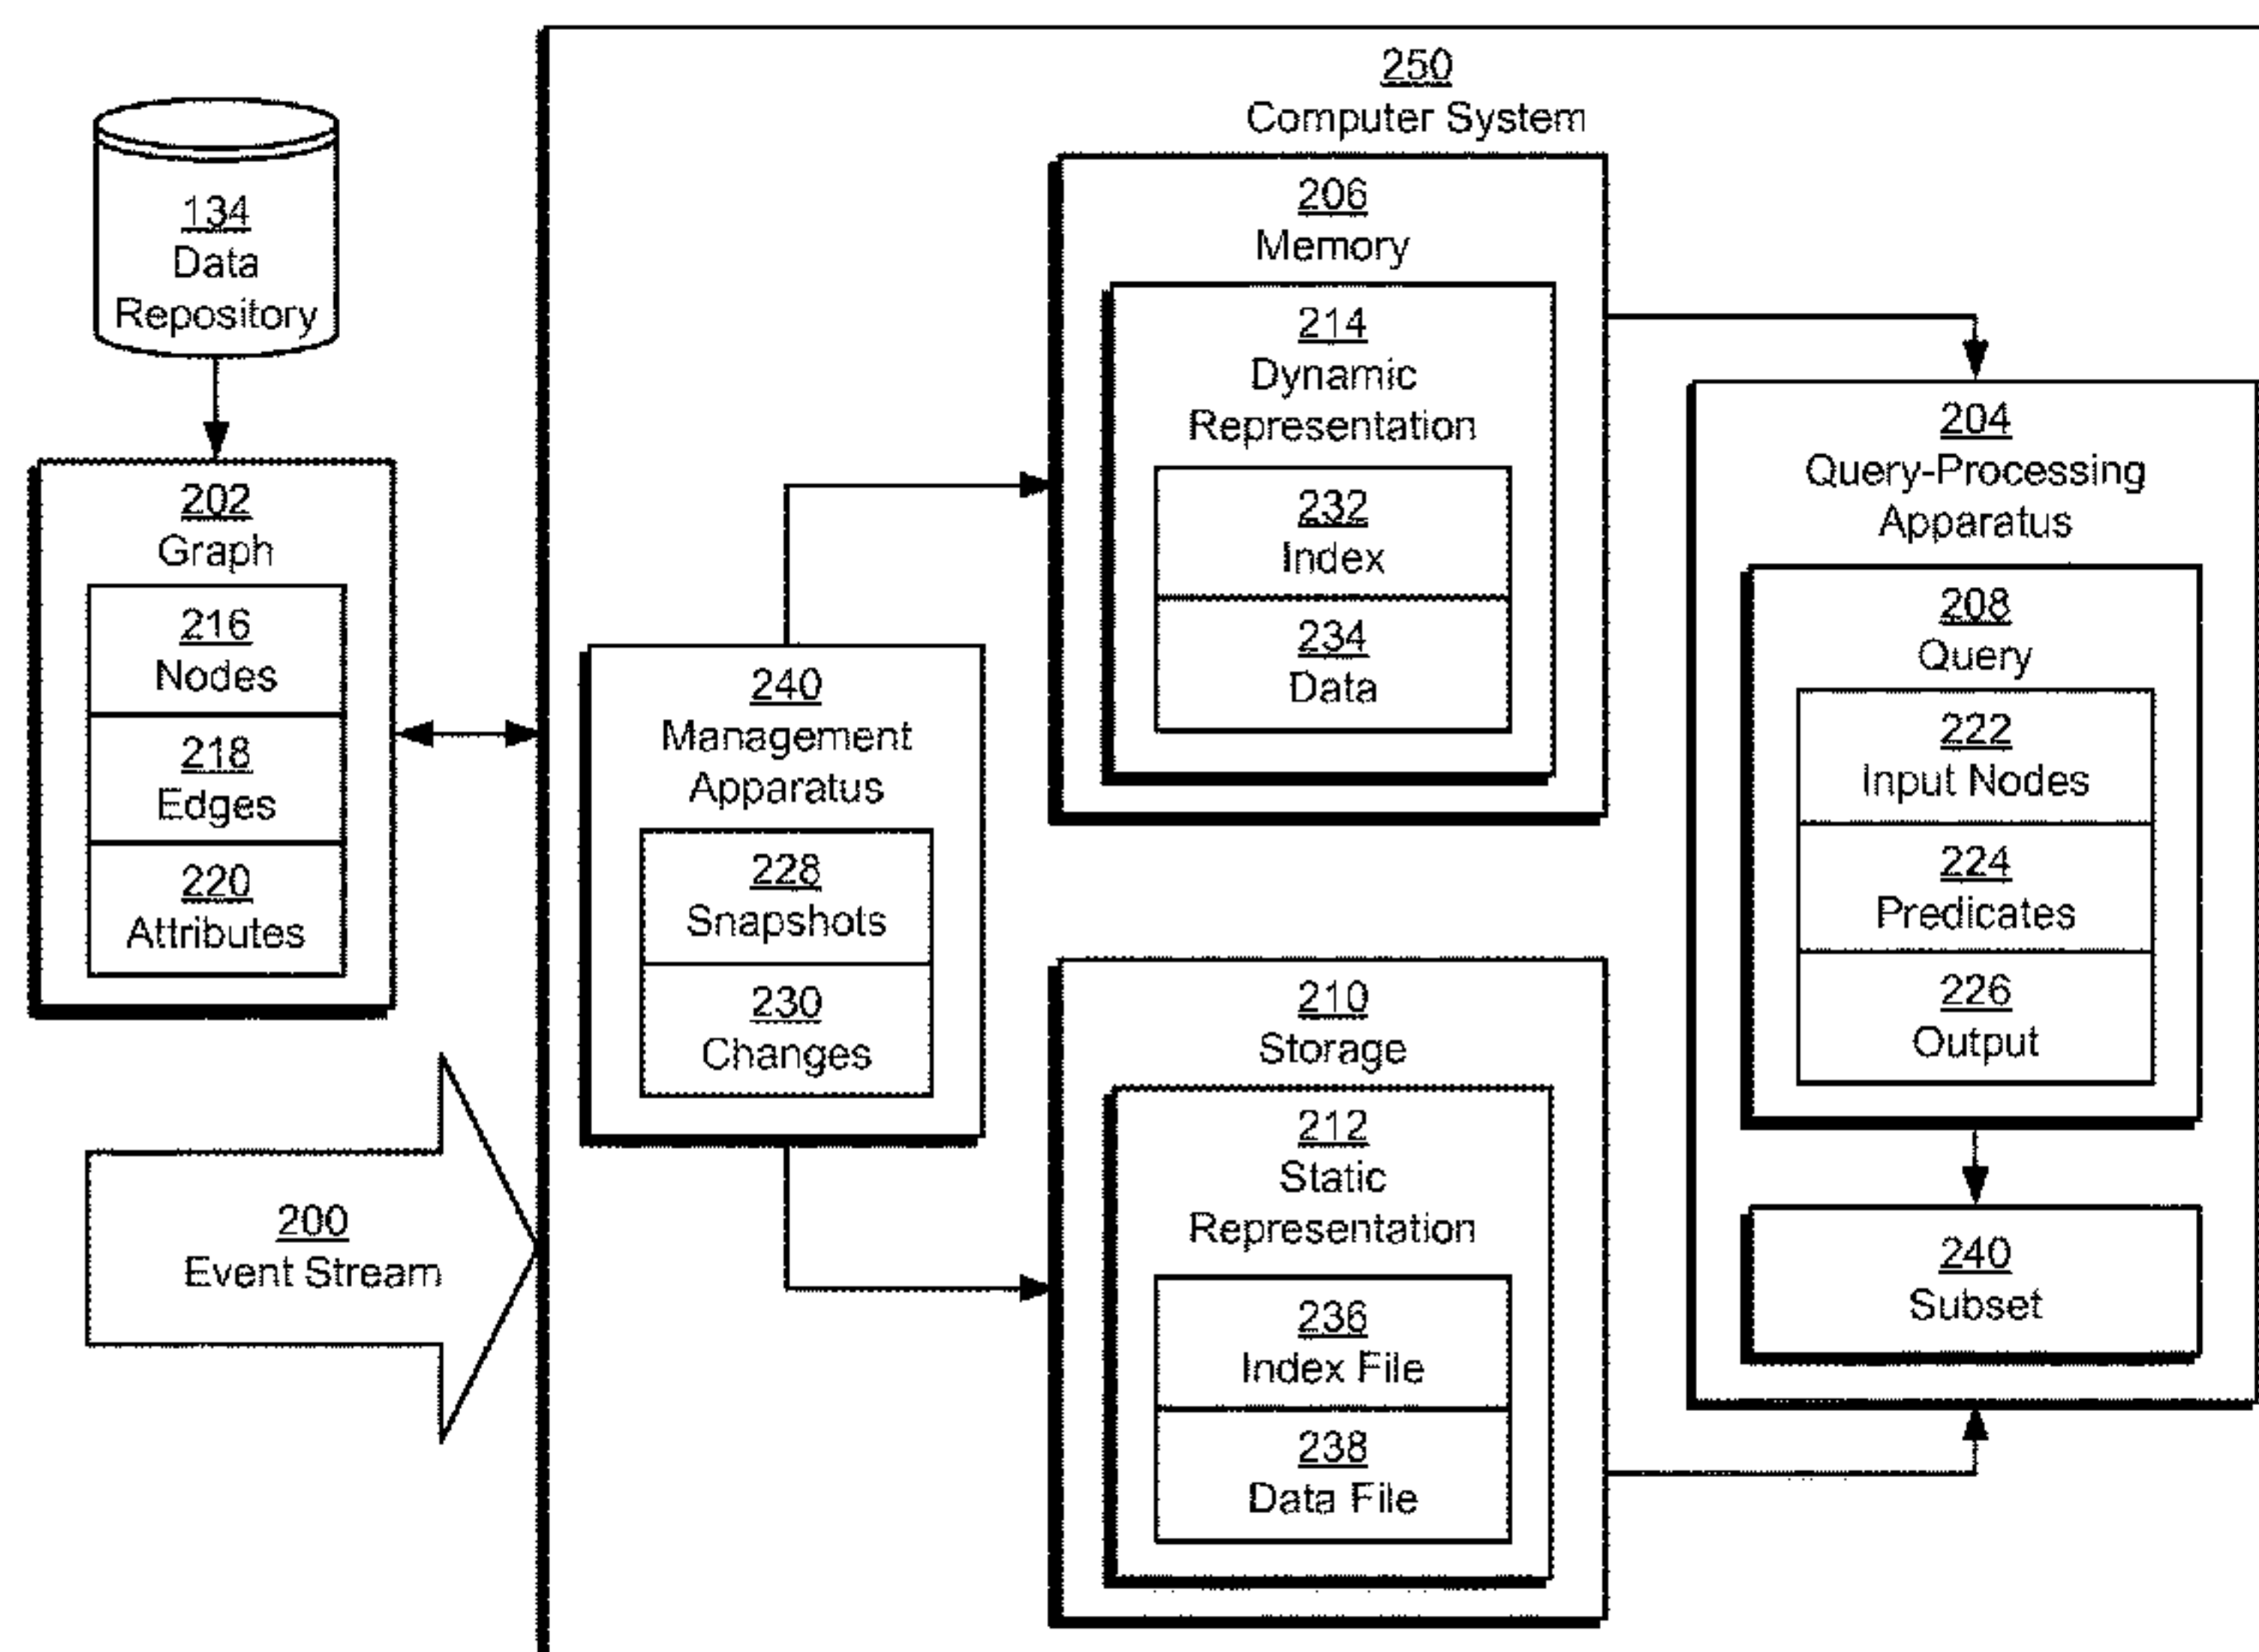 250
Computer System
134
Data
Repository
202
Graph
216
Nodes
218
Edges
220
Attributes
200
Event Stream
240
Management
Apparatus
228
Snapshots
230
Changes
206
Memory
214
Dynamic
Representation
232
Index
234
Data
210
Storage
212
Static
Representation
236
Index File
238
Data File
204
Query-Processing
Apparatus
208
Query
222
Input Nodes
224
Predicates
226
Output
240
Subset